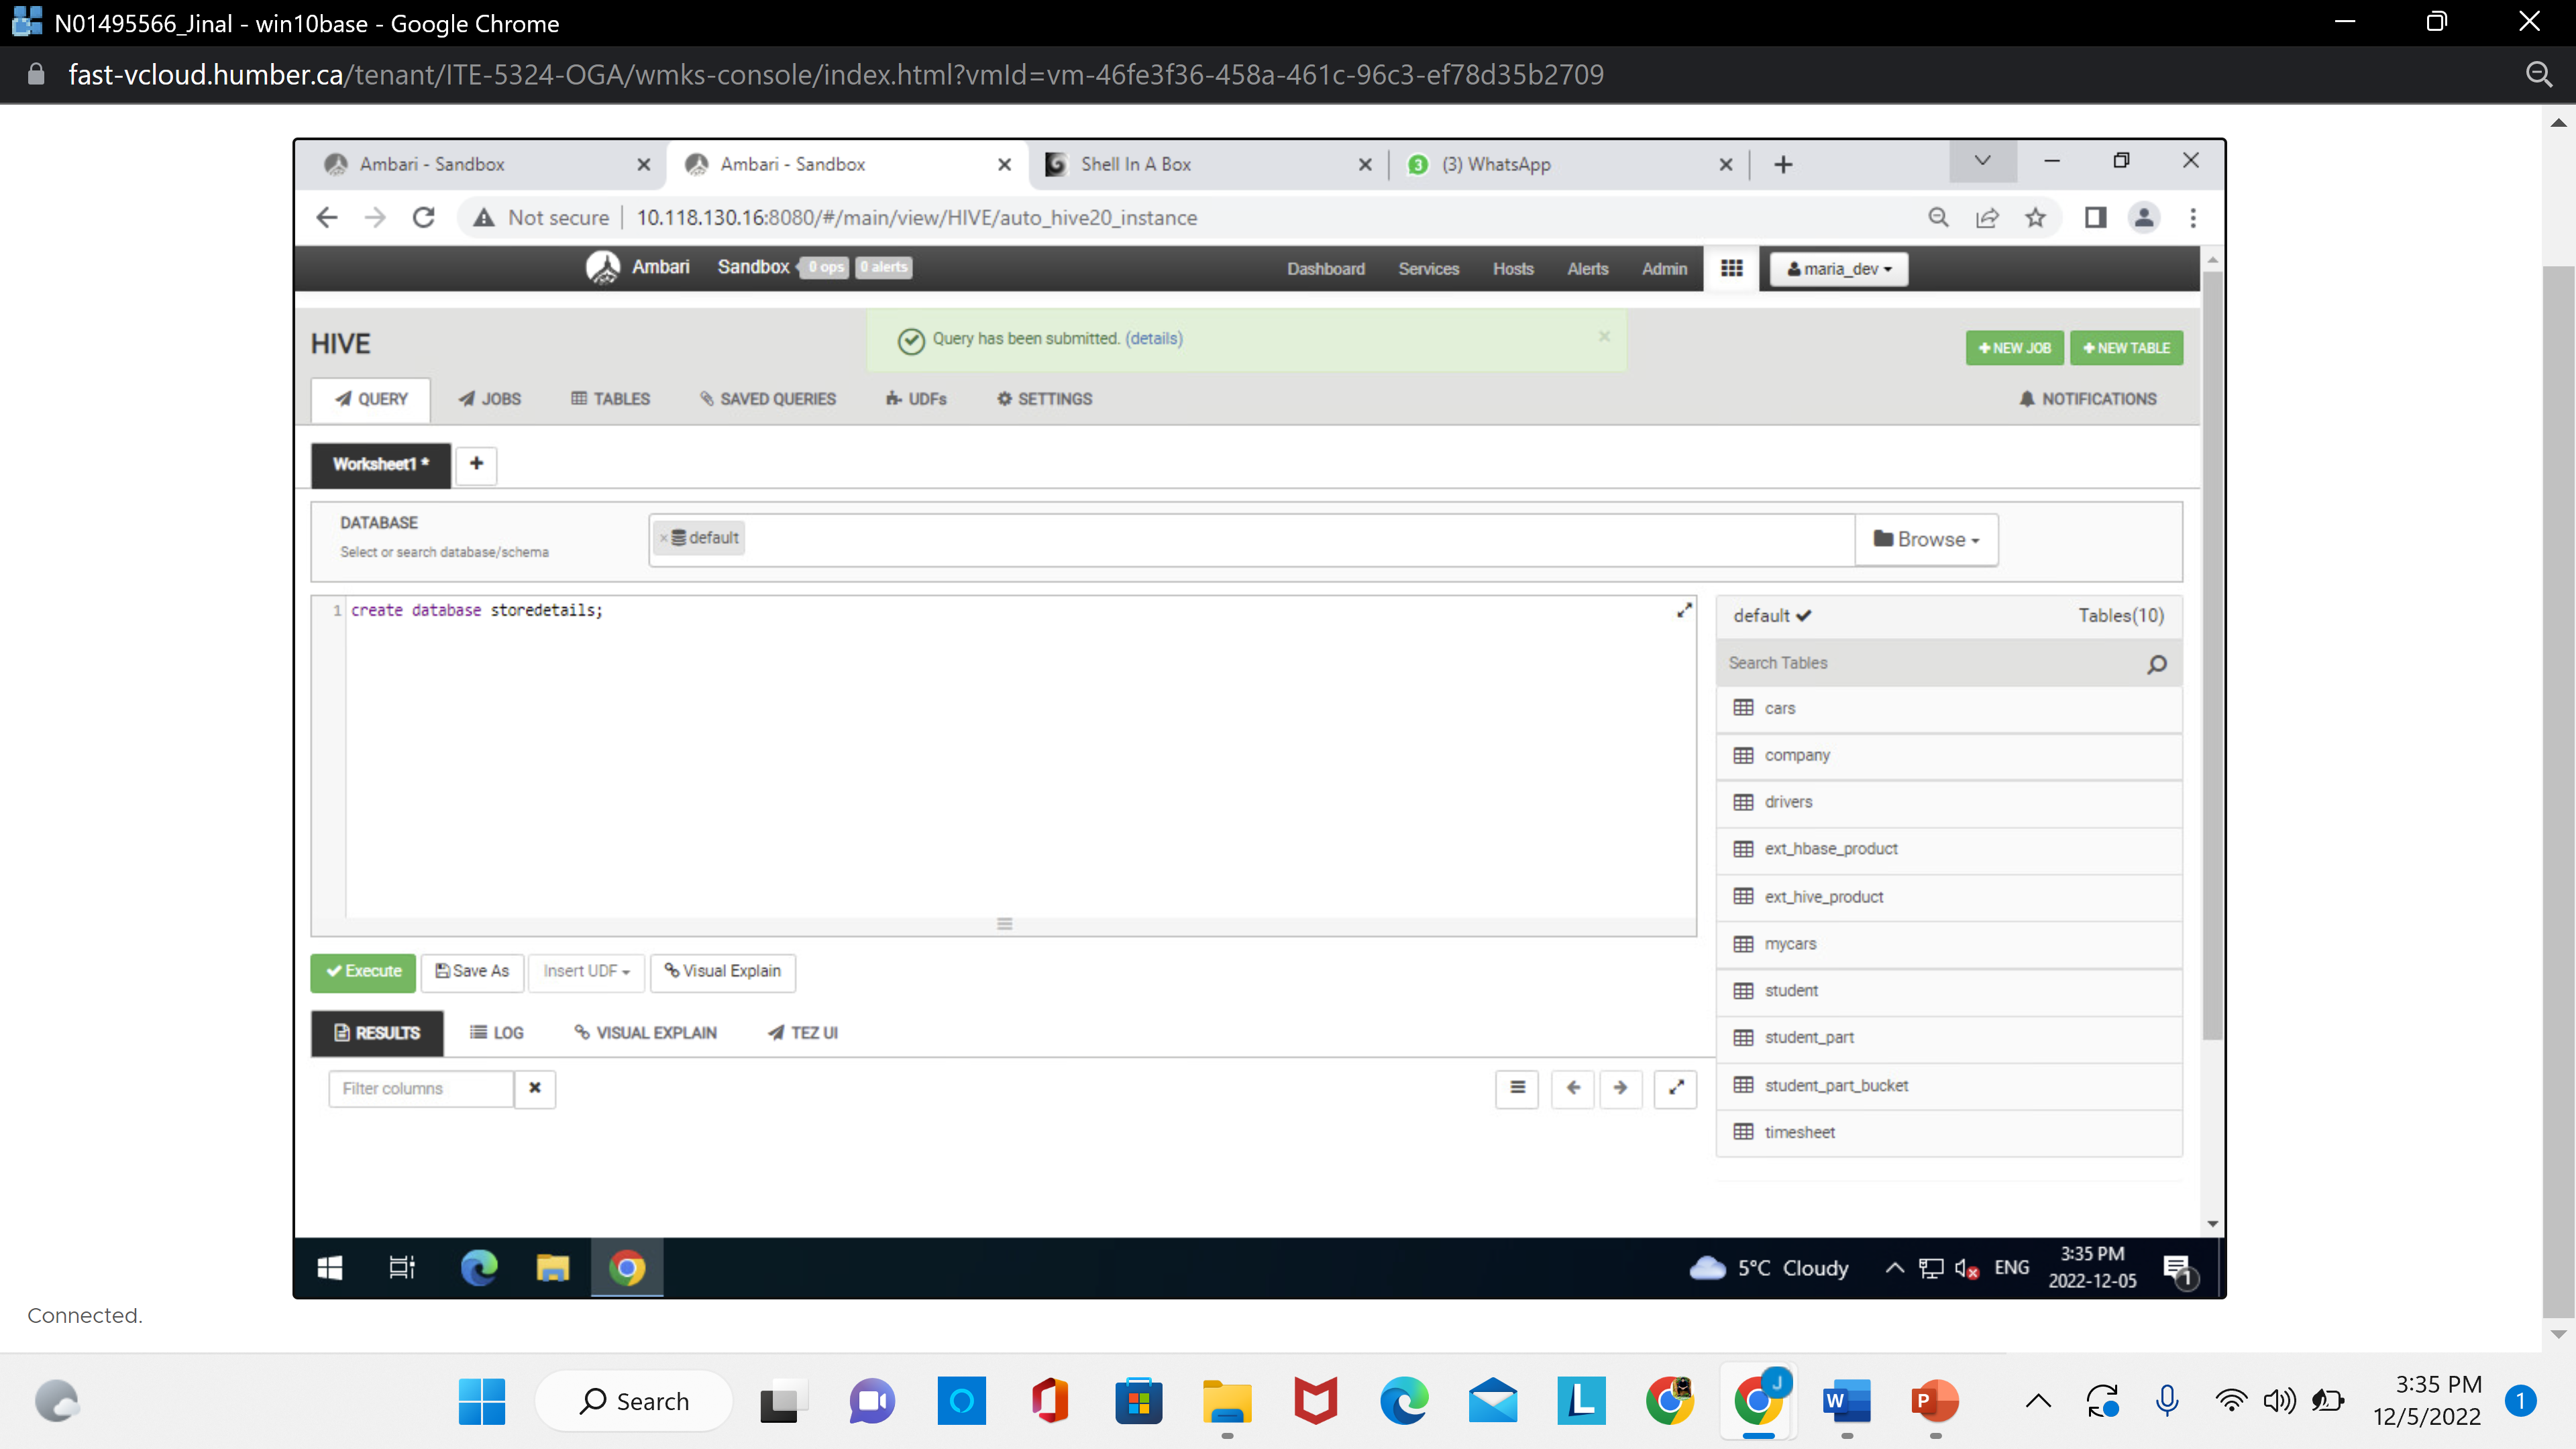 N01495566_Jinal - win10base - Google Chrome
fast-vcloud.humber.ca/tenant/ITE-5324-OGA/wmks-console/index.html?vmId=vm-46fe3f36-458a-461c-96c3-ef78d35b2709
Ambari - Sandbox
Ambari - Sandbox
Shell In A Box
3
(3) WhatsApp
Not secure
10.118.130.16:8080/#/main/view/HIVE/auto_hive20_instance
Ambari Sandbox 0 ops 0 alerts
Dashboard Services Hosts Alerts Admin maria_dev
HIVE
Query has been submitted. (details)
NEW JOB NEW TABLE
QUERY JOBS TABLES SAVED QUERIES UDFs SETTINGS NOTIFICATIONS
Worksheet1 *
DATABASE
Select or search database/schema
default
Browse
1 create database storedetails;
default Tables(10)
Search Tables
cars
company
drivers
ext_hbase_product
ext_hive_product
mycars
student
student_part
student_part_bucket
timesheet
Execute Save As Insert UDF Visual Explain
RESULTS LOG VISUAL EXPLAIN TEZ UI
Filter columns
5°C Cloudy ENG
3:35 PM
2022-12-05
1
Connected.
Search
L
J
W
P
3:35 PM
12/5/2022
1